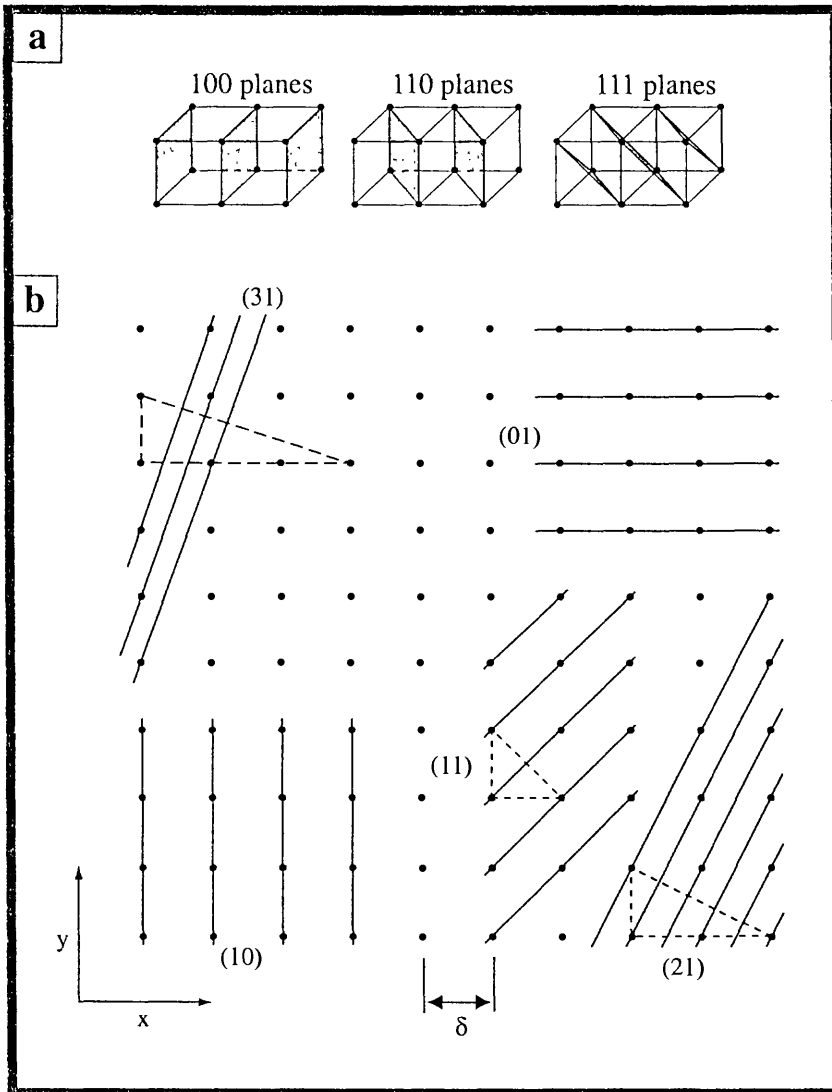 a
100 planes 110 planes 111 planes
b
(31)
(01)
(11)
y
(10)
(21)
x
δ